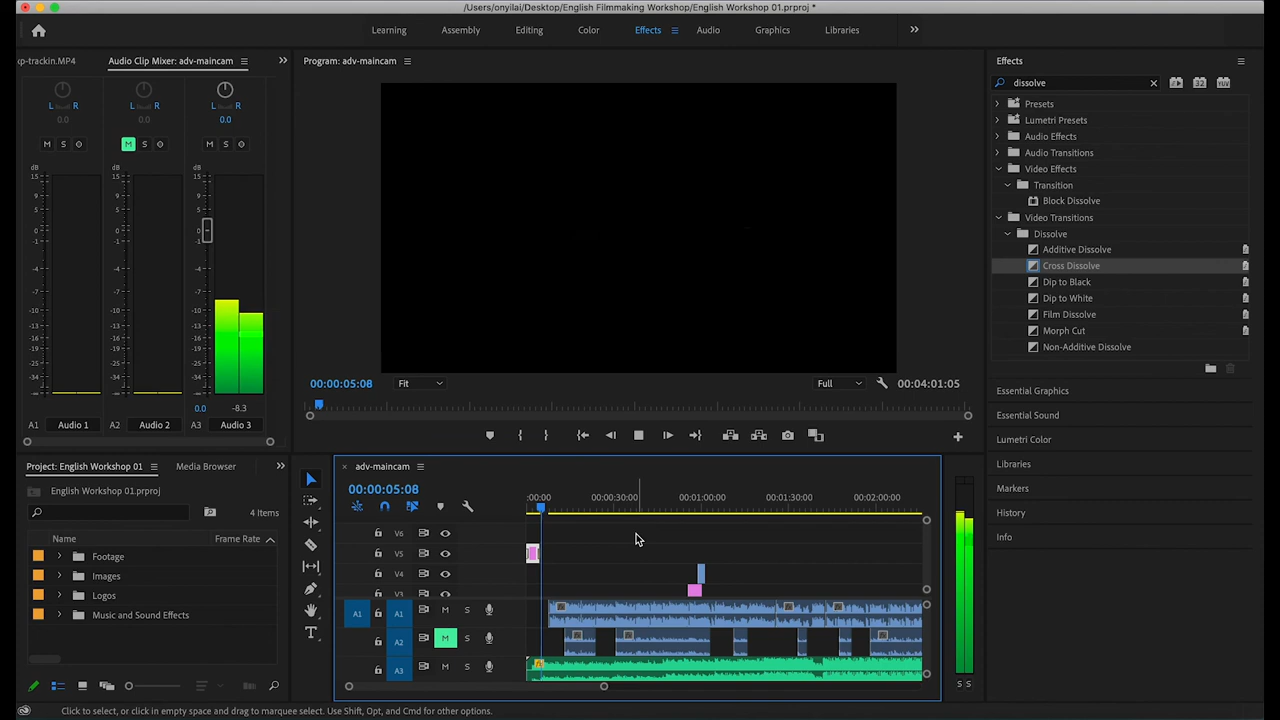 /Users/onyilai/Desktop/English Filmmaking Workshop/English Workshop 01.prproj *
Learning Assembly Editing Color Effects Audio Graphics Libraries
xp-trackin.MP4 Audio Clip Mixer: adv-maincam
L R L R L R
0.0 0.0 0.0
M S O M S O M S O
dB dB dB
15 15 15
9 9 9
5 5 5
3 3 3
0 0 0
-1 -1 -1
-4 -4 -4
-7 -7 -7
-10 -10 -10
-13 -13 -13
-16 -16 -16
-19 -19 -19
-25 -25 -25
-34 -34 -34
0.0 -8.3
A1 Audio 1 A2 Audio 2 A3 Audio 3
Program: adv-maincam
00:00:05:08 Fit Full 00:04:01:05
Effects
dissolve
32 YUV
Presets
Lumetri Presets
Audio Effects
Audio Transitions
Video Effects
Transition
Block Dissolve
Video Transitions
Dissolve
Additive Dissolve
Cross Dissolve
Dip to Black
Dip to White
Film Dissolve
Morph Cut
Non-Additive Dissolve
Essential Graphics
Essential Sound
Lumetri Color
Libraries
Markers
History
Info
Project: English Workshop 01 Media Browser
English Workshop 01.prproj
4 Items
Name Frame Rate
Footage
Images
Logos
Music and Sound Effects
adv-maincam
00:00:05:08
:00:00 00:00:30:00 00:01:00:00 00:01:30:00 00:02:00:00
V6
V5
V4
V3
A1 A1 M S
A2 M S
A3 M S
S S
Click to select, or click in empty space and drag to marquee select. Use Shift, Opt, and Cmd for other options.